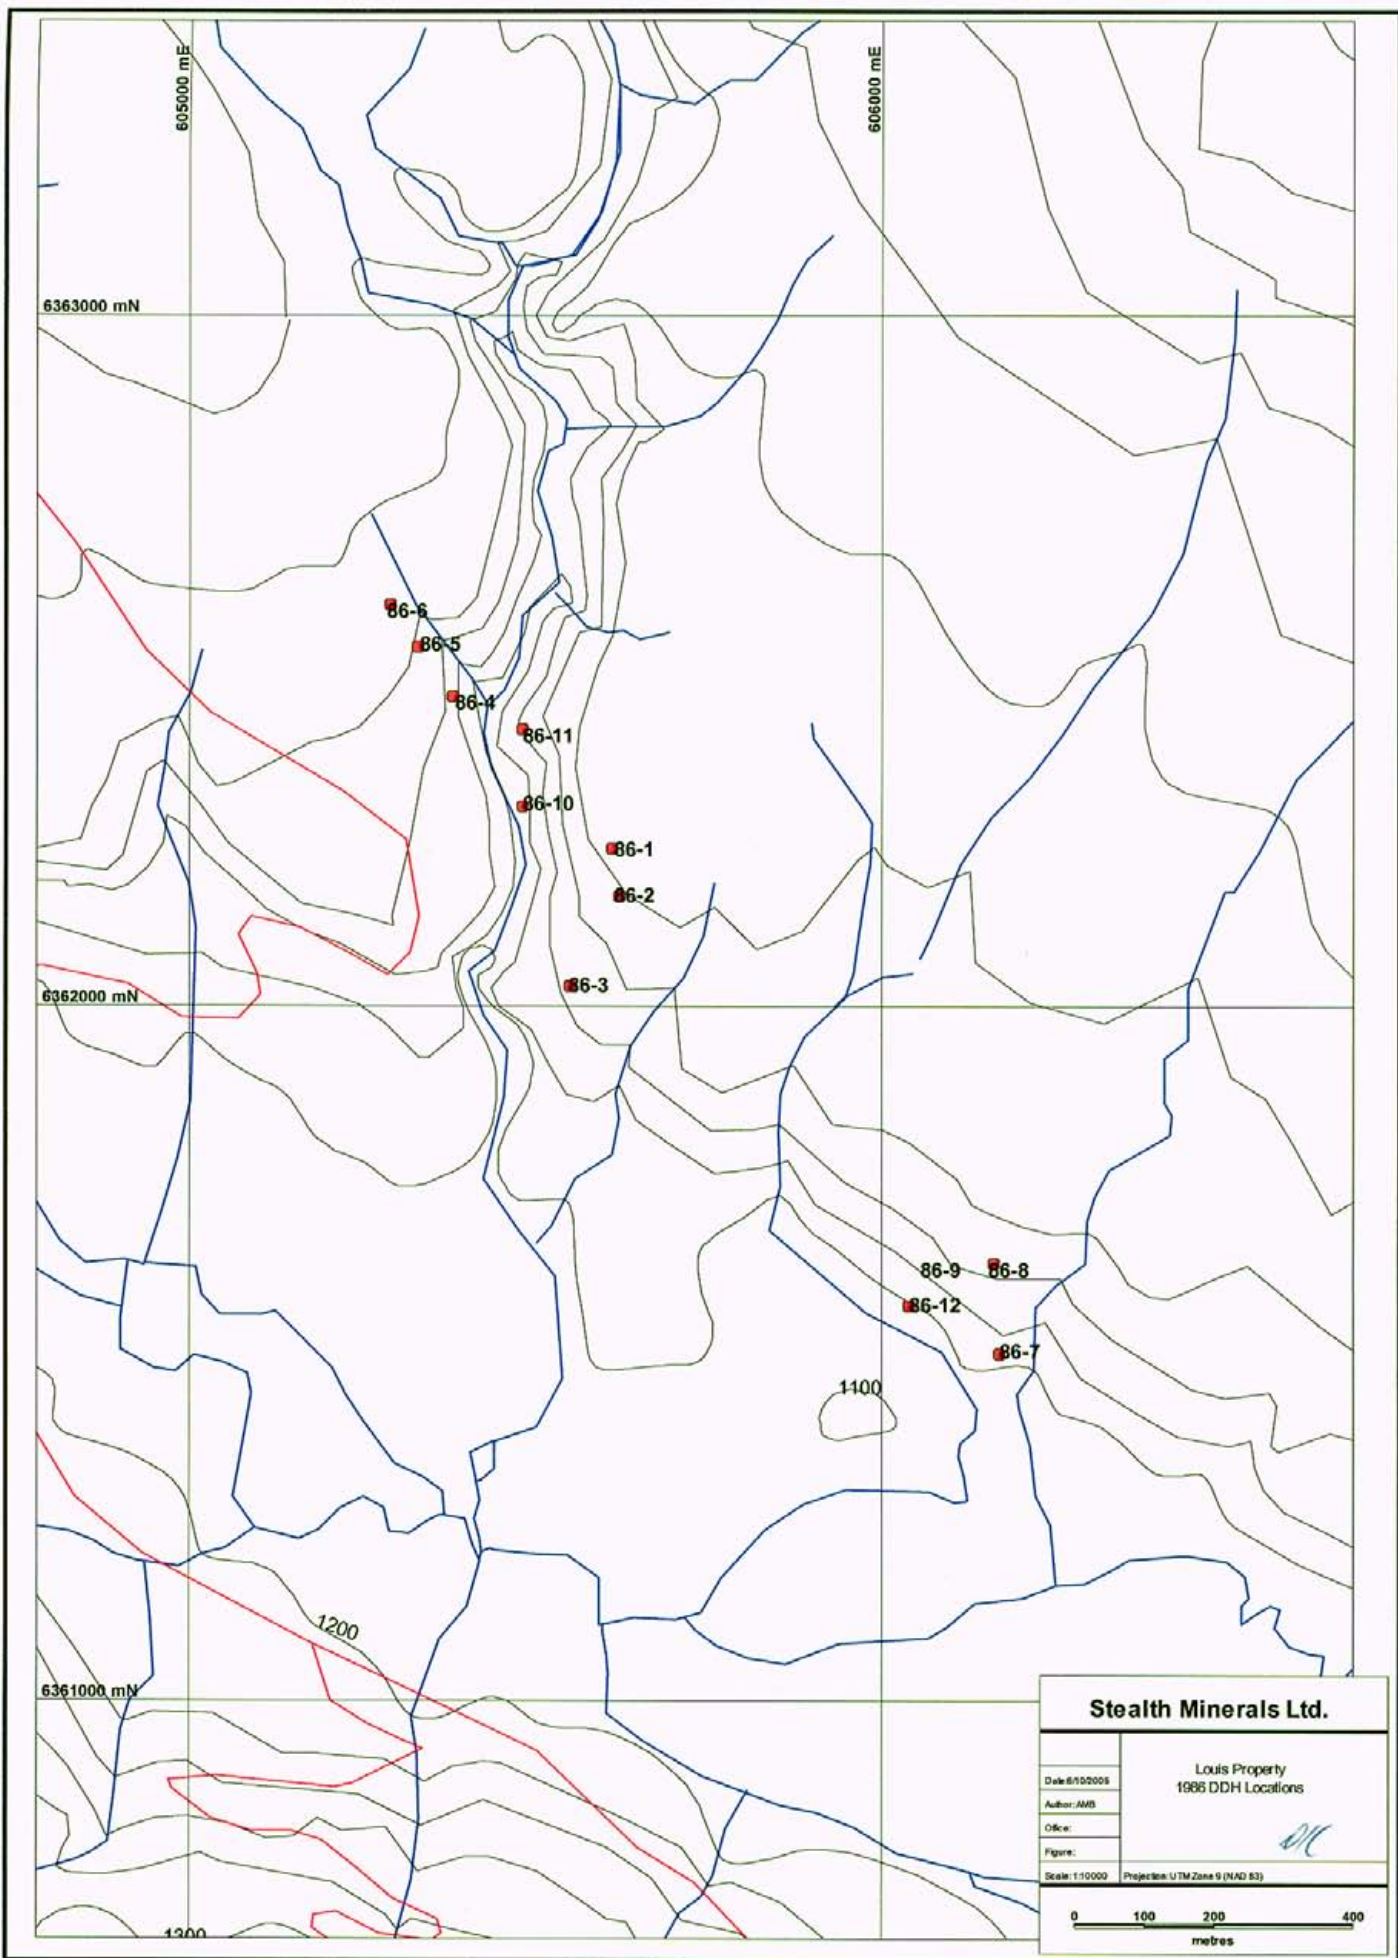 605000 mE
606000 mE
6363000 mN
86-6
86-5
86-4
86-11
86-10
86-1
86-2
86-3
6362000 mN
86-9
86-8
86-12
86-7
1100
1200
6361000 mN
1300
Stealth Minerals Ltd.
Louis Property
1986 DDH Locations
Date:6/10/2005
Author:AMB
Office:
Figure:
Scale:1:10000
Projection:UTM Zone 9 (NAD 83)
0 100 200 400
metres